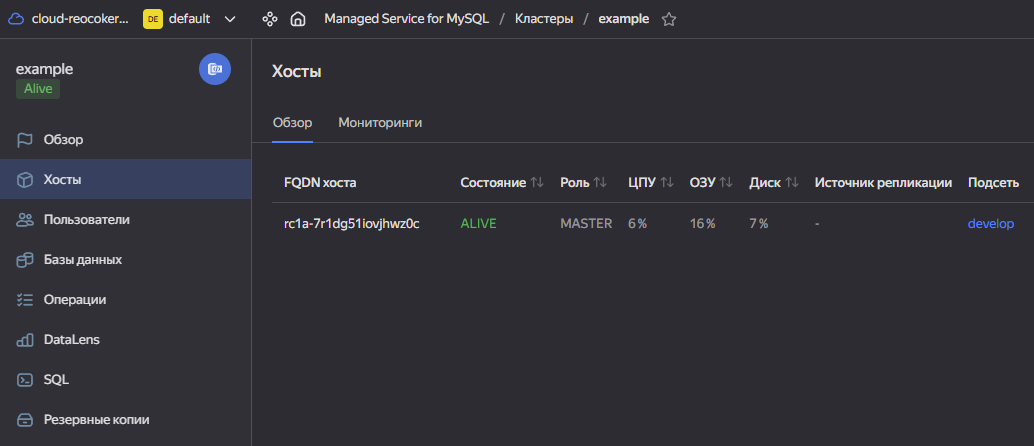 cloud-reocoker... DE default Managed Service for MySQL / Кластеры / example
example
Alive
Обзор
Хосты
Пользователи
Базы данных
Операции
DataLens
SQL
Резервные копии
Хосты
Обзор Мониторинги
FQDN хоста Состояние Роль ЦПУ ОЗУ Диск Источник репликации Подсеть
rc1a-7r1dg51iovjhwz0c ALIVE MASTER 6 % 16 % 7 % - develop